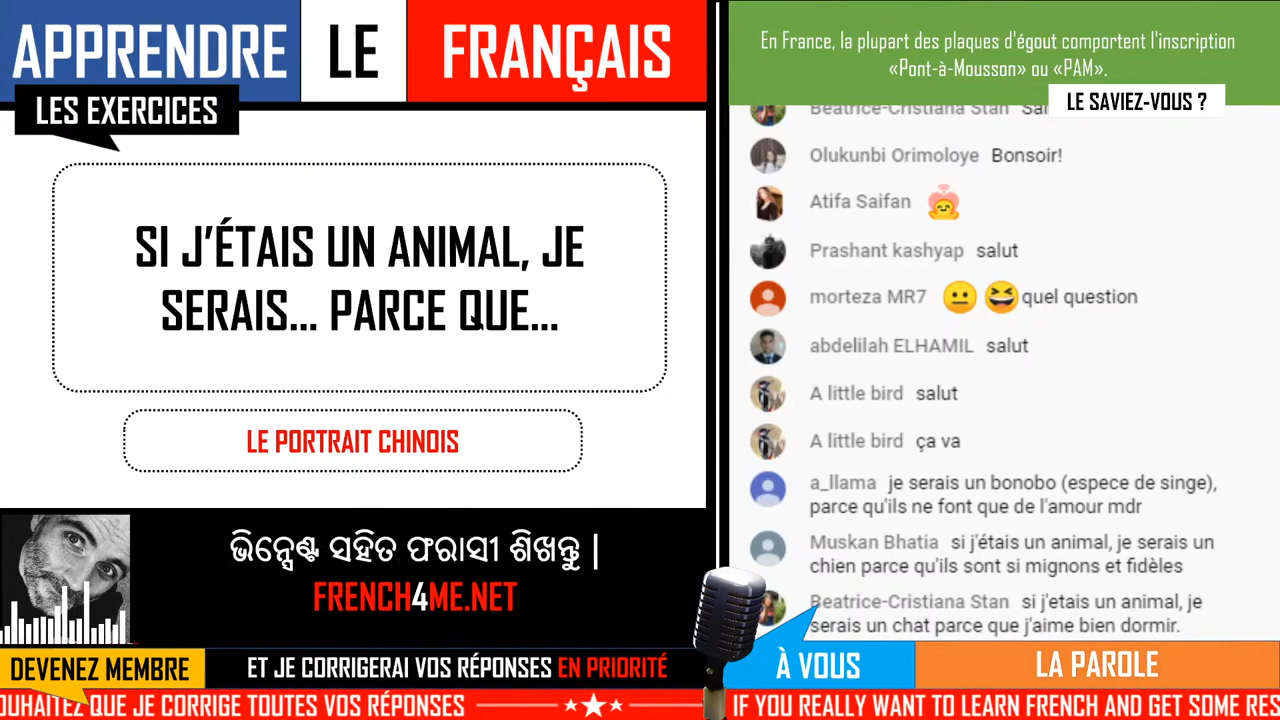 APPRENDRE LE FRANÇAIS
LES EXERCICES
SI J'ÉTAIS UN ANIMAL, JE
SERAIS... PARCE QUE...
LE PORTRAIT CHINOIS
ଭିନ୍ସେଣ୍ଟ ସହିତ ଫରାସୀ ଶିଖନ୍ତୁ |
FRENCH4ME.NET
DEVENEZ MEMBRE
ET JE CORRIGERAI VOS RÉPONSES EN PRIORITÉ
En France, la plupart des plaques d'égout comportent l'inscription
«Pont-à-Mousson» ou «PAM».
LE SAVIEZ-VOUS ?
Beatrice-Cristiana Stan Sal
Olukunbi Orimoloye Bonsoir!
Atifa Saifan
Prashant kashyap salut
morteza MR7 quel question
abdelilah ELHAMIL salut
A little bird salut
A little bird ça va
a_llama je serais un bonobo (espece de singe),
parce qu'ils ne font que de l'amour mdr
Muskan Bhatia si j'étais un animal, je serais un
chien parce qu'ils sont si mignons et fidèles
Beatrice-Cristiana Stan si j'etais un animal, je
serais un chat parce que j'aime bien dormir.
À VOUS LA PAROLE
OUHAITEZ QUE JE CORRIGE TOUTES VOS RÉPONSES
IF YOU REALLY WANT TO LEARN FRENCH AND GET SOME RES